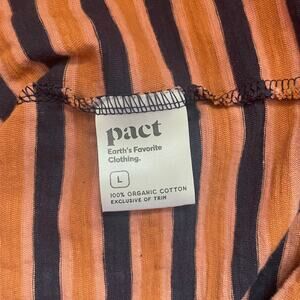 pact
Earth's Favorite
Clothing.
L
100% ORGANIC COTTON
EXCLUSIVE OF TRIM